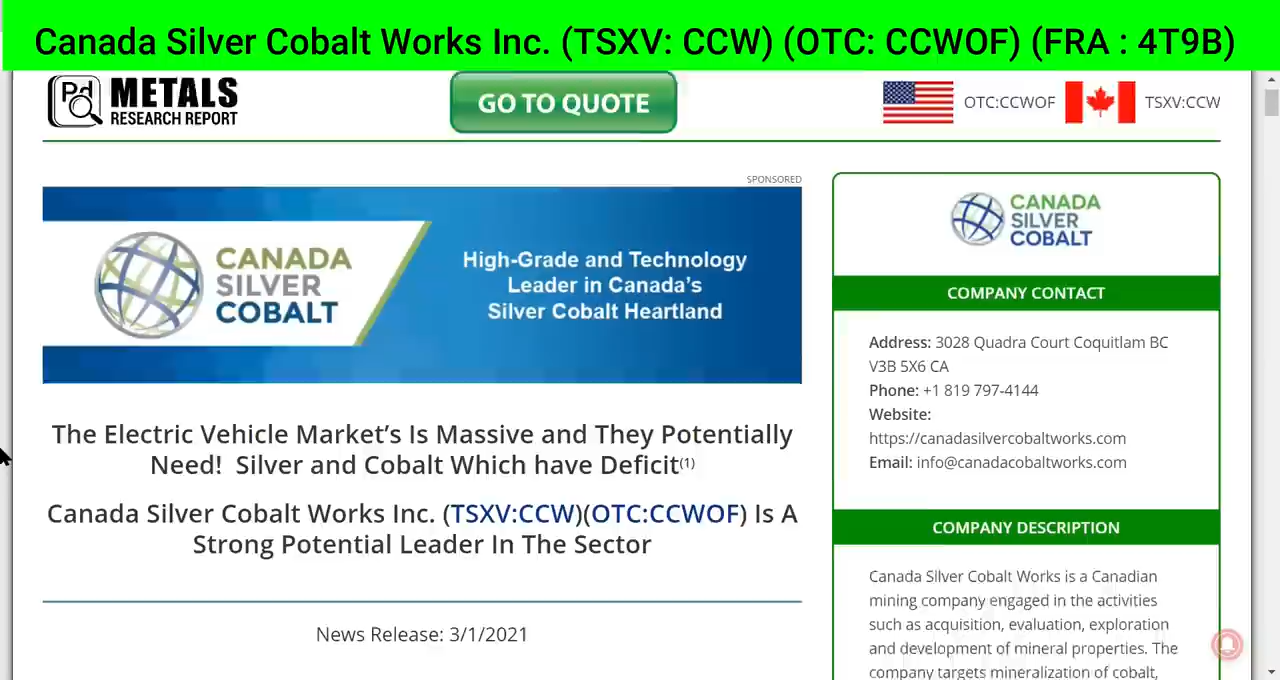 Canada Silver Cobalt Works Inc. (TSXV: CCW) (OTC: CCWOF) (FRA : 4T9B)
Pd
METALS
RESEARCH REPORT
GO TO QUOTE
OTC:CCWOF
TSXV:CCW
SPONSORED
CANADA
SILVER
COBALT
High-Grade and Technology
Leader in Canada's
Silver Cobalt Heartland
The Electric Vehicle Market's Is Massive and They Potentially
Need!  Silver and Cobalt Which have Deficit(1)
Canada Silver Cobalt Works Inc. (TSXV:CCW)(OTC:CCWOF) Is A
Strong Potential Leader In The Sector
News Release: 3/1/2021
CANADA
SILVER
COBALT
COMPANY CONTACT
Address: 3028 Quadra Court Coquitlam BC
V3B 5X6 CA
Phone: +1 819 797-4144
Website:
https://canadasilvercobaltworks.com
Email: info@canadacobaltworks.com
COMPANY DESCRIPTION
Canada SIlver Cobalt Works is a Canadian
mining company engaged in the activities
such as acquisition, evaluation, exploration
and development of mineral properties. The
company targets mineralization of cobalt,